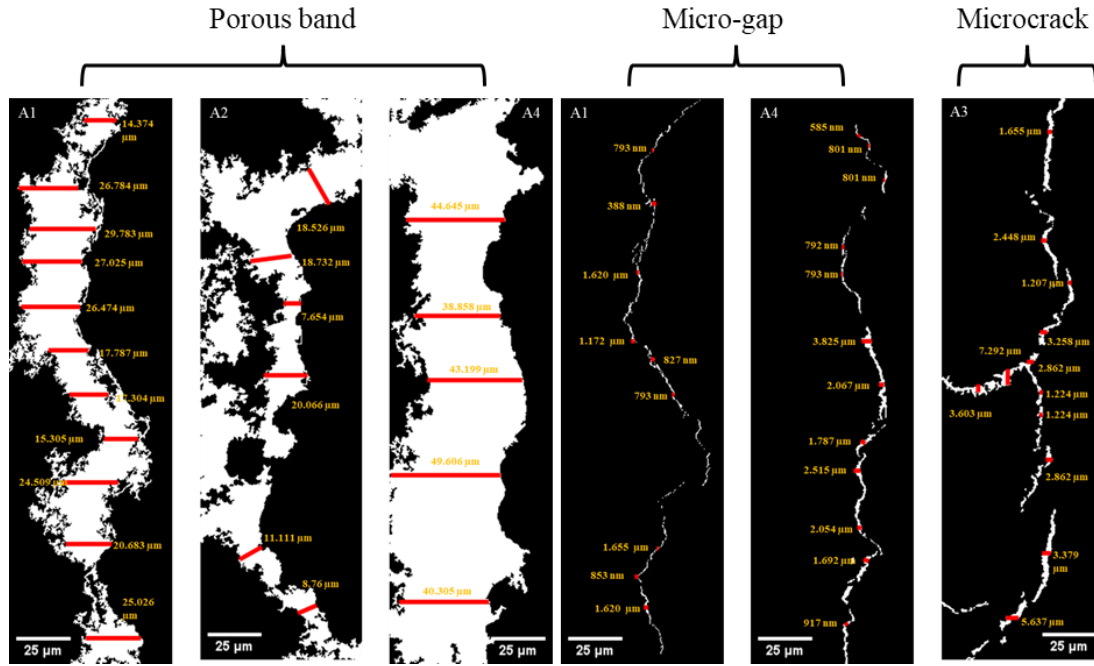 Porous band
Micro-gap
Microcrack
A1
14.374
µm
26.784 µm
29.783 µm
27.025 µm
26.474 µm
17.787 µm
17.304 µm
15.305 µm
24.509 µm
20.683 µm
25.026
µm
25 µm
A2
18.526 µm
18.732 µm
7.654 µm
20.066 µm
11.111 µm
8.76 µm
25 µm
A4
44.645 µm
38.858 µm
43.199 µm
49.606 µm
40.305 µm
25 µm
A1
793 nm
388 nm
1.620 µm
1.172 µm
827 nm
793 nm
1.655 µm
853 nm
1.620 µm
25 µm
A4
585 nm
801 nm
801 nm
792 nm
793 nm
3.825 µm
2.067 µm
1.787 µm
2.515 µm
2.054 µm
1.692 µm
917 nm
25 µm
A3
1.655 µm
2.448 µm
1.207 µm
3.258 µm
7.292 µm
2.862 µm
1.224 µm
3.603 µm
1.224 µm
2.862 µm
3.379
µm
5.637 µm
25 µm